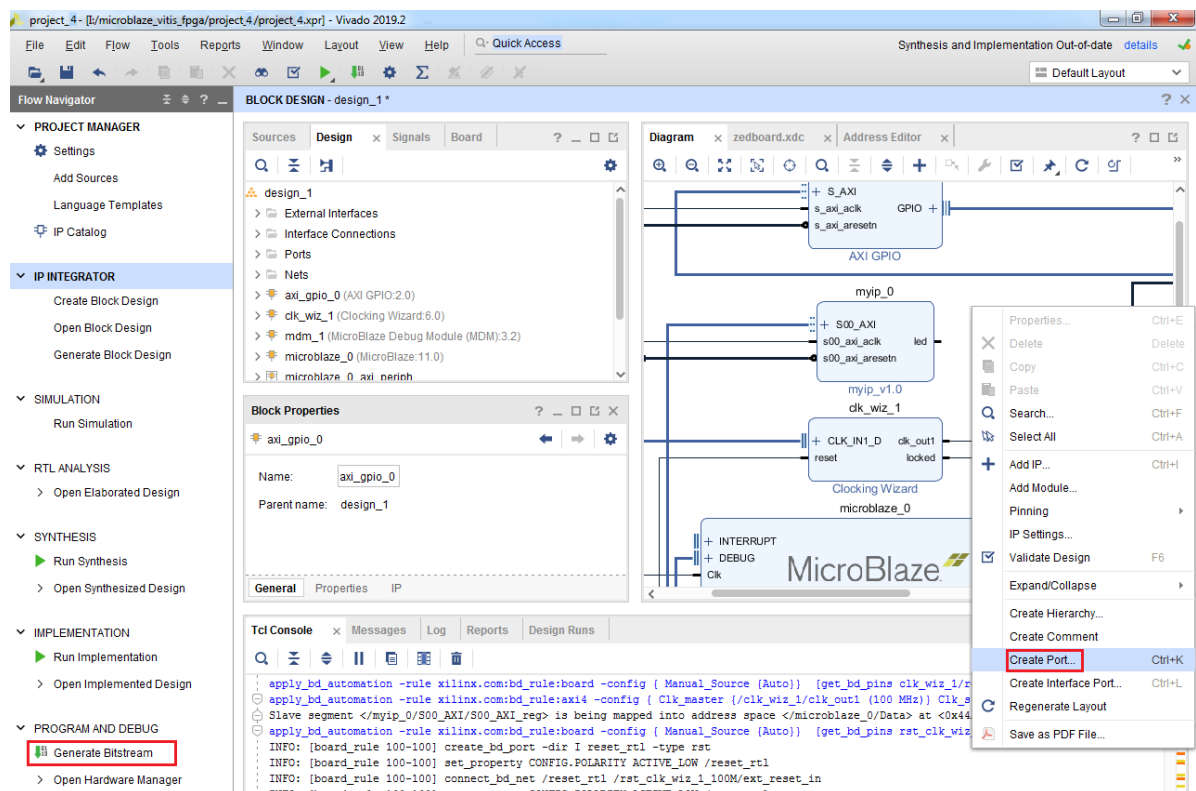 project_4 - [I:/microblaze_vitis_fpga/project_4/project_4.xpr] - Vivado 2019.2
File Edit Flow Tools Reports Window Layout View Help Quick Access
Synthesis and Implementation Out-of-date details
Default Layout
Flow Navigator
PROJECT MANAGER
Settings
Add Sources
Language Templates
IP Catalog
IP INTEGRATOR
Create Block Design
Open Block Design
Generate Block Design
SIMULATION
Run Simulation
RTL ANALYSIS
Open Elaborated Design
SYNTHESIS
Run Synthesis
Open Synthesized Design
IMPLEMENTATION
Run Implementation
Open Implemented Design
PROGRAM AND DEBUG
Generate Bitstream
Open Hardware Manager
BLOCK DESIGN - design_1 *
Sources Design Signals Board
design_1
External Interfaces
Interface Connections
Ports
Nets
axi_gpio_0 (AXI GPIO:2.0)
clk_wiz_1 (Clocking Wizard:6.0)
mdm_1 (MicroBlaze Debug Module (MDM):3.2)
microblaze_0 (MicroBlaze:11.0)
microblaze_0_axi_periph
Block Properties
axi_gpio_0
Name: axi_gpio_0
Parent name: design_1
General Properties IP
Diagram zedboard.xdc Address Editor
S_AXI
s_axi_aclk GPIO
s_axi_aresetn
AXI GPIO
myip_0
S00_AXI
s00_axi_aclk led
s00_axi_aresetn
myip_v1.0
clk_wiz_1
CLK_IN1_D clk_out1
reset locked
Clocking Wizard
microblaze_0
INTERRUPT
DEBUG
Clk
MicroBlaze
Properties... Ctrl+E
Delete Delete
Copy Ctrl+C
Paste Ctrl+V
Search... Ctrl+F
Select All Ctrl+A
Add IP... Ctrl+I
Add Module...
Pinning
IP Settings...
Validate Design F6
Expand/Collapse
Create Hierarchy...
Create Comment
Create Port... Ctrl+K
Create Interface Port... Ctrl+L
Regenerate Layout
Save as PDF File...
Tcl Console Messages Log Reports Design Runs
apply_bd_automation -rule xilinx.com:bd_rule:board -config { Manual_Source {Auto}} [get_bd_pins clk_wiz_1/r
apply_bd_automation -rule xilinx.com:bd_rule:axi4 -config { Clk_master {/clk_wiz_1/clk_out1 (100 MHz)} Clk_s
Slave segment </myip_0/S00_AXI/S00_AXI_reg> is being mapped into address space </microblaze_0/Data> at <0x44
apply_bd_automation -rule xilinx.com:bd_rule:board -config { Manual_Source {Auto}} [get_bd_pins rst_clk_wiz
INFO: [board_rule 100-100] create_bd_port -dir I reset_rtl -type rst
INFO: [board_rule 100-100] set_property CONFIG.POLARITY ACTIVE_LOW /reset_rtl
INFO: [board_rule 100-100] connect_bd_net /reset_rtl /rst_clk_wiz_1_100M/ext_reset_in